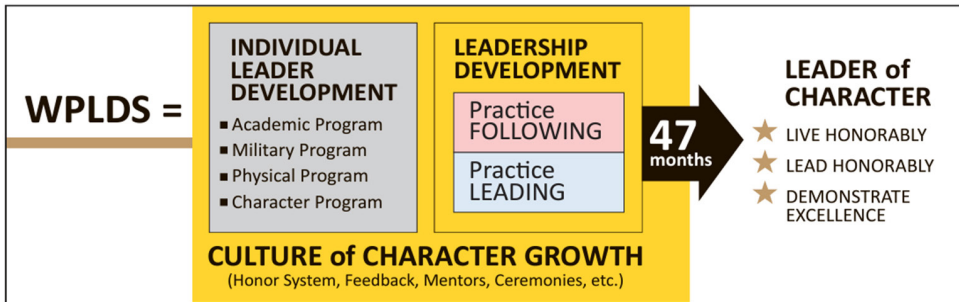 WPLDS =
INDIVIDUAL
LEADER
DEVELOPMENT
▪ Academic Program
▪ Military Program
▪ Physical Program
▪ Character Program
LEADERSHIP
DEVELOPMENT
Practice
FOLLOWING
Practice
LEADING
CULTURE of CHARACTER GROWTH
(Honor System, Feedback, Mentors, Ceremonies, etc.)
47
months
LEADER of
CHARACTER
LIVE HONORABLY
LEAD HONORABLY
DEMONSTRATE
EXCELLENCE